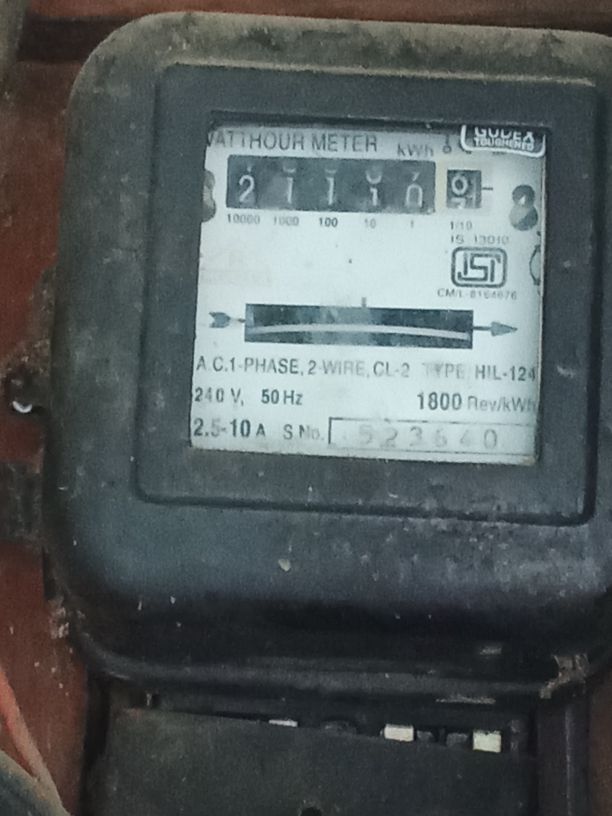 GODEX
TOUGHENED
WATTHOUR METER kWh
2 1 1 1 0
10000 1000 100 10 1 1/10
IS 13010
ISI
CM/L-8164676
A.C.1-PHASE, 2-WIRE, CL-2 TYPE HIL-124
240 V, 50 Hz 1800 Rev/kWh
2.5-10 A S.No. 523640